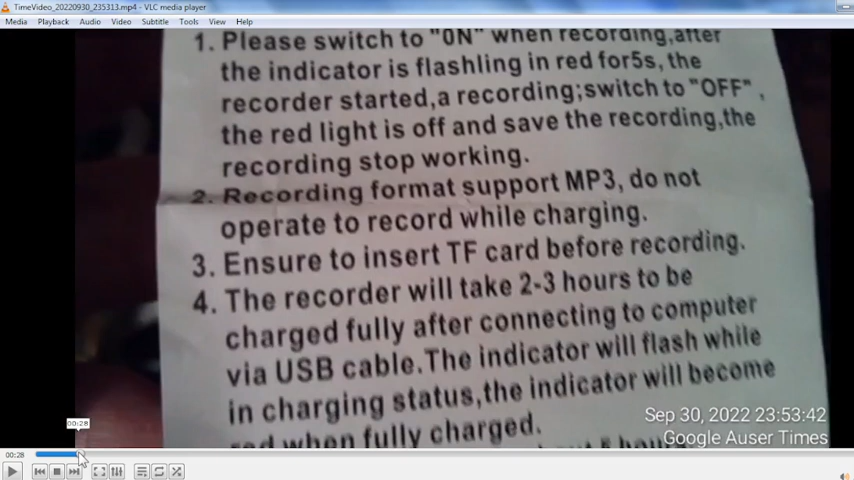 TimeVideo_20220930_235313.mp4 - VLC media player
Media Playback Audio Video Subtitle Tools View Help
1. Please switch to "ON" when recording,after
the indicator is flashling in red for5s, the
recorder started,a recording;switch to "OFF",
the red light is off and save the recording,the
recording stop working.
2. Recording format support MP3, do not
operate to record while charging.
3. Ensure to insert TF card before recording.
4. The recorder will take 2-3 hours to be
charged fully after connecting to computer
via USB cable.The indicator will flash while
in charging status,the indicator will become
red when fully charged.
Sep 30, 2022 23:53:42
Google Auser Times
00:28
00:28